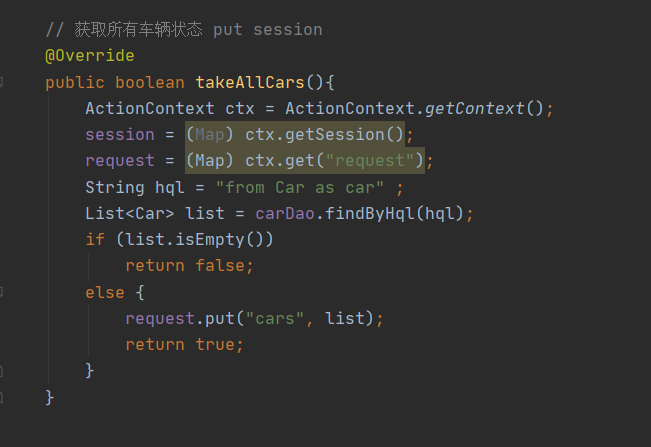 // 获取所有车辆状态 put session
@Override
public boolean takeAllCars(){
    ActionContext ctx = ActionContext.getContext();
    session = (Map) ctx.getSession();
    request = (Map) ctx.get("request");
    String hql = "from Car as car" ;
    List<Car> list = carDao.findByHql(hql);
    if (list.isEmpty())
        return false;
    else {
        request.put("cars", list);
        return true;
    }
}